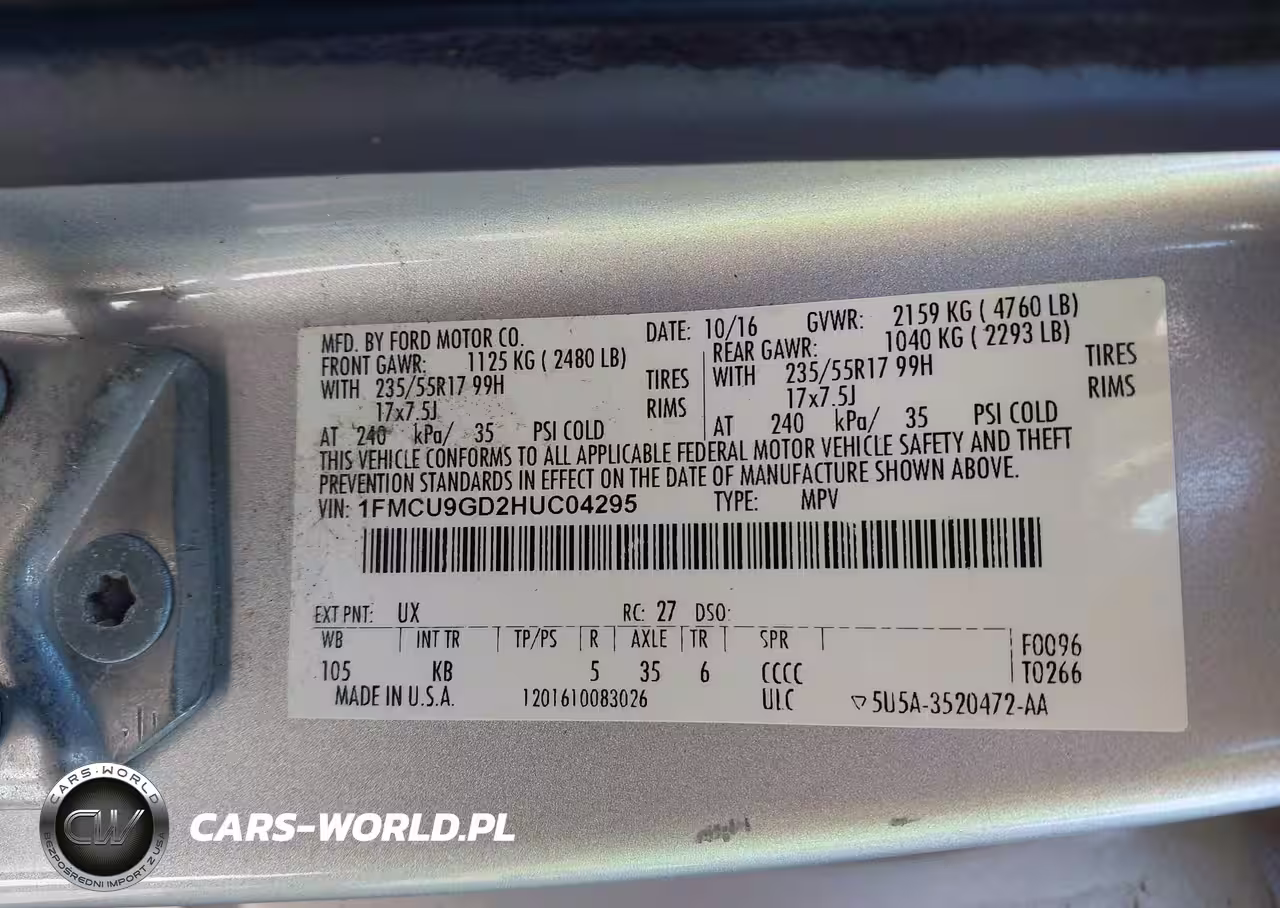 MFD. BY FORD MOTOR CO. DATE: 10/16 GVWR: 2159 KG ( 4760 LB)
FRONT GAWR: 1125 KG ( 2480 LB) REAR GAWR: 1040 KG ( 2293 LB)
WITH 235/55R17 99H TIRES WITH 235/55R17 99H TIRES
17x7.5J RIMS 17x7.5J RIMS
AT 240 kPa/ 35 PSI COLD AT 240 kPa/ 35 PSI COLD
THIS VEHICLE CONFORMS TO ALL APPLICABLE FEDERAL MOTOR VEHICLE SAFETY AND THEFT
PREVENTION STANDARDS IN EFFECT ON THE DATE OF MANUFACTURE SHOWN ABOVE.
VIN: 1FMCU9GD2HUC04295 TYPE: MPV
EXT PNT: UX RC: 27 DSO:
WB INT TR TP/PS R AXLE TR SPR F0096
105 KB 5 35 6 CCCC T0266
MADE IN U.S.A. 1201610083026 ULC ▽5U5A-3520472-AA
CARS-WORLD
CW
BEZPOŚREDNI IMPORT Z USA
CARS-WORLD.PL